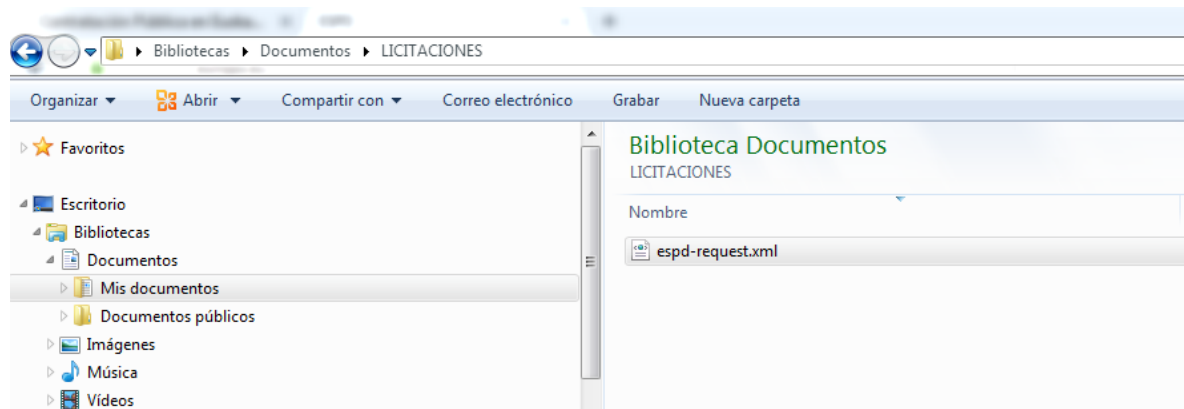 Bibliotecas Documentos LICITACIONES
Organizar Abrir Compartir con Correo electrónico Grabar Nueva carpeta
Favoritos
Escritorio
Bibliotecas
Documentos
Mis documentos
Documentos públicos
Imágenes
Música
Vídeos
Biblioteca Documentos
LICITACIONES
Nombre
espd-request.xml